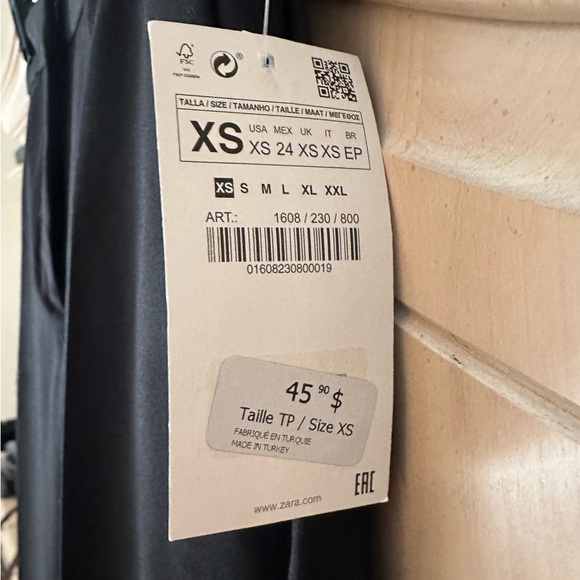 FSC
TALLA / SIZE / TAMANHO / TAILLE / MAAT / ΜΕΓΕΘΟΣ
XS
USA MEX UK IT BR
XS 24 XS XS EP
XS S M L XL XXL
ART.: 1608 / 230 / 800
01608230800019
45 90 $
Taille TP / Size XS
FABRIQUÉ EN TURQUIE
MADE IN TURKEY
EAC
www.zara.com